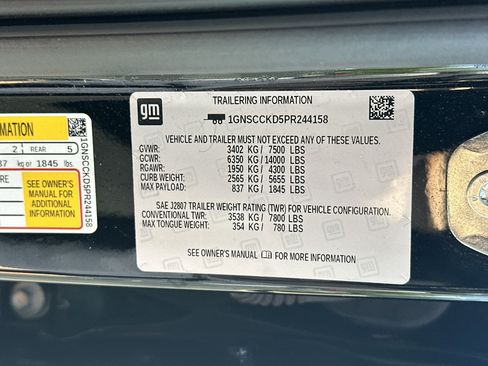 MATION
2 REAR 5
37 kg or 1845 lbs.
RE
SEE OWNER'S
MANUAL FOR
ADDITIONAL
INFORMATION
1GNSCCKD5PR244158
gm
TRAILERING INFORMATION
1GNSCCKD5PR244158
VEHICLE AND TRAILER MUST NOT EXCEED ANY OF THESE VALUES.
GVWR: 3402 KG / 7500 LBS
GCWR: 6350 KG / 14000 LBS
RGAWR: 1950 KG / 4300 LBS
CURB WEIGHT: 2565 KG / 5655 LBS
MAX PAYLOAD: 837 KG / 1845 LBS
SAE J2807 TRAILER WEIGHT RATING (TWR) FOR VEHICLE CONFIGURATION.
CONVENTIONAL TWR: 3538 KG / 7800 LBS
MAX TONGUE WEIGHT: 354 KG / 780 LBS
SEE OWNER'S MANUAL FOR MORE INFORMATION